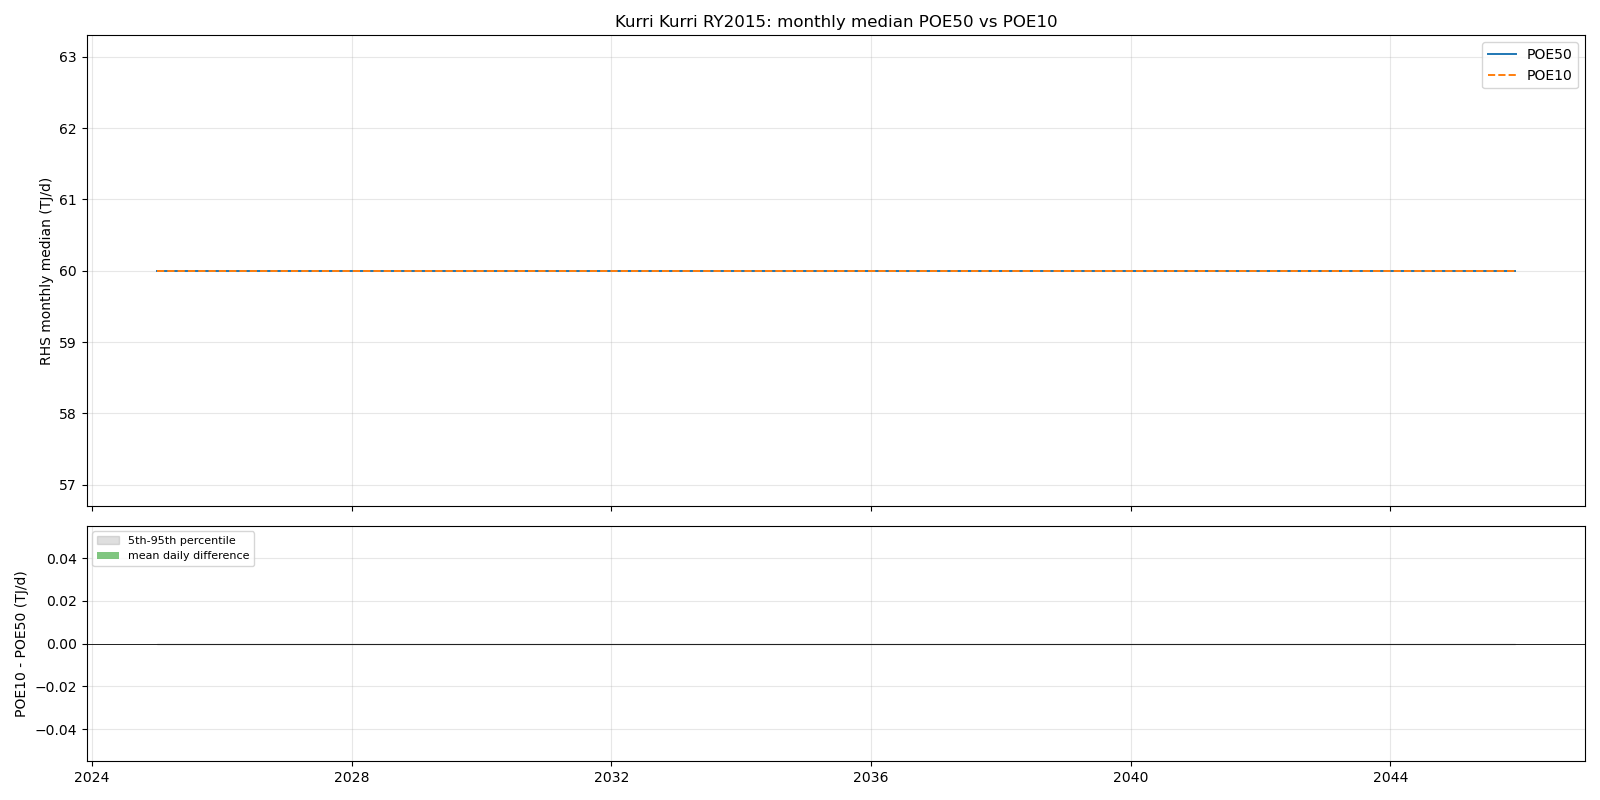 Kurri Kurri RY2015: monthly median POE50 vs POE10
63
62
61
60
59
58
57
RHS monthly median (TJ/d)
POE50
POE10
0.04
0.02
0.00
−0.02
−0.04
POE10 - POE50 (TJ/d)
5th-95th percentile
mean daily difference
2024 2028 2032 2036 2040 2044